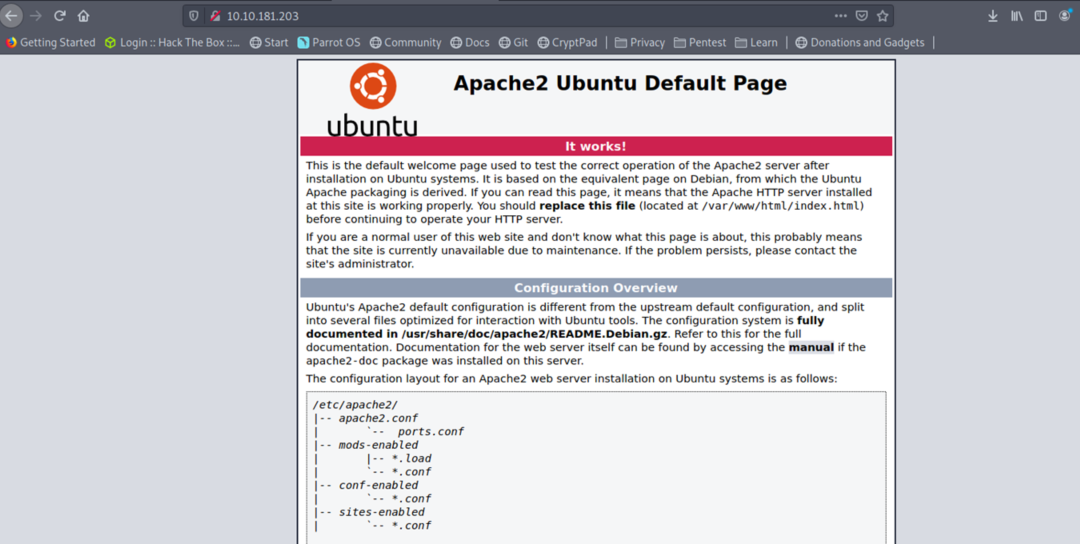 10.10.181.203
Getting Started Login :: Hack The Box ::... Start Parrot OS Community Docs Git CryptPad Privacy Pentest Learn Donations and Gadgets
ubuntu
Apache2 Ubuntu Default Page
It works!
This is the default welcome page used to test the correct operation of the Apache2 server after
installation on Ubuntu systems. It is based on the equivalent page on Debian, from which the Ubuntu
Apache packaging is derived. If you can read this page, it means that the Apache HTTP server installed
at this site is working properly. You should replace this file (located at /var/www/html/index.html)
before continuing to operate your HTTP server.
If you are a normal user of this web site and don't know what this page is about, this probably means
that the site is currently unavailable due to maintenance. If the problem persists, please contact the
site's administrator.
Configuration Overview
Ubuntu's Apache2 default configuration is different from the upstream default configuration, and split
into several files optimized for interaction with Ubuntu tools. The configuration system is fully
documented in /usr/share/doc/apache2/README.Debian.gz. Refer to this for the full
documentation. Documentation for the web server itself can be found by accessing the manual if the
apache2-doc package was installed on this server.
The configuration layout for an Apache2 web server installation on Ubuntu systems is as follows:
/etc/apache2/
|-- apache2.conf
|       `--  ports.conf
|-- mods-enabled
|       |-- *.load
|       `-- *.conf
|-- conf-enabled
|       `-- *.conf
|-- sites-enabled
|       `-- *.conf